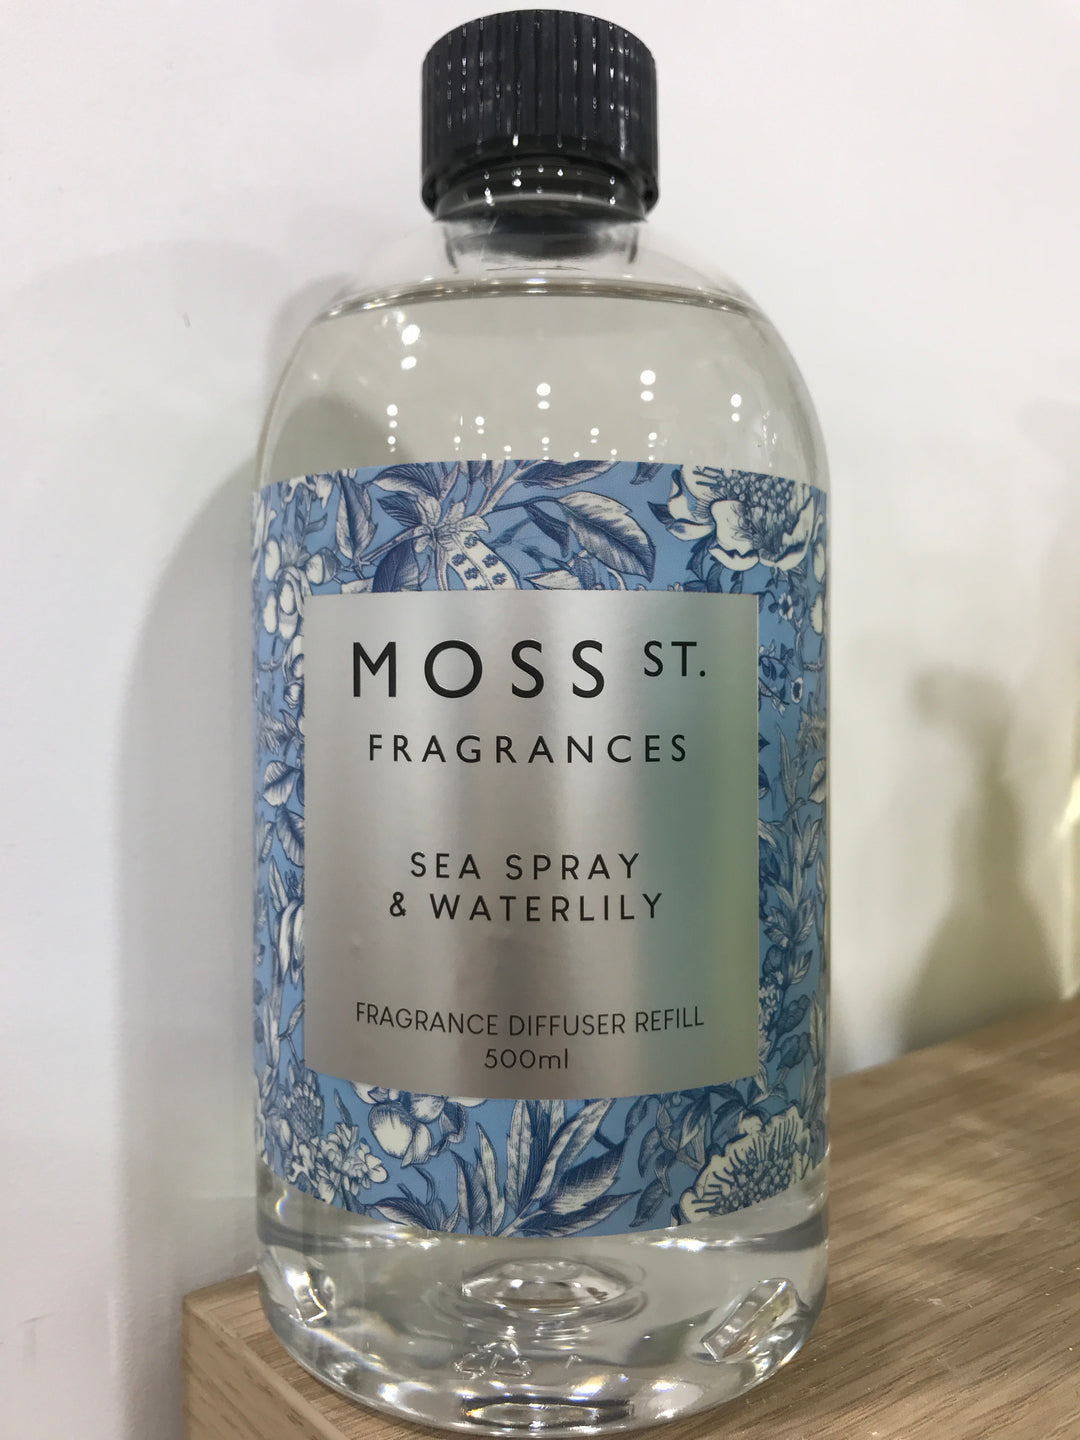 MOSS ST.
FRAGRANCES
SEA SPRAY
& WATERLILY
FRAGRANCE DIFFUSER REFILL
500ml